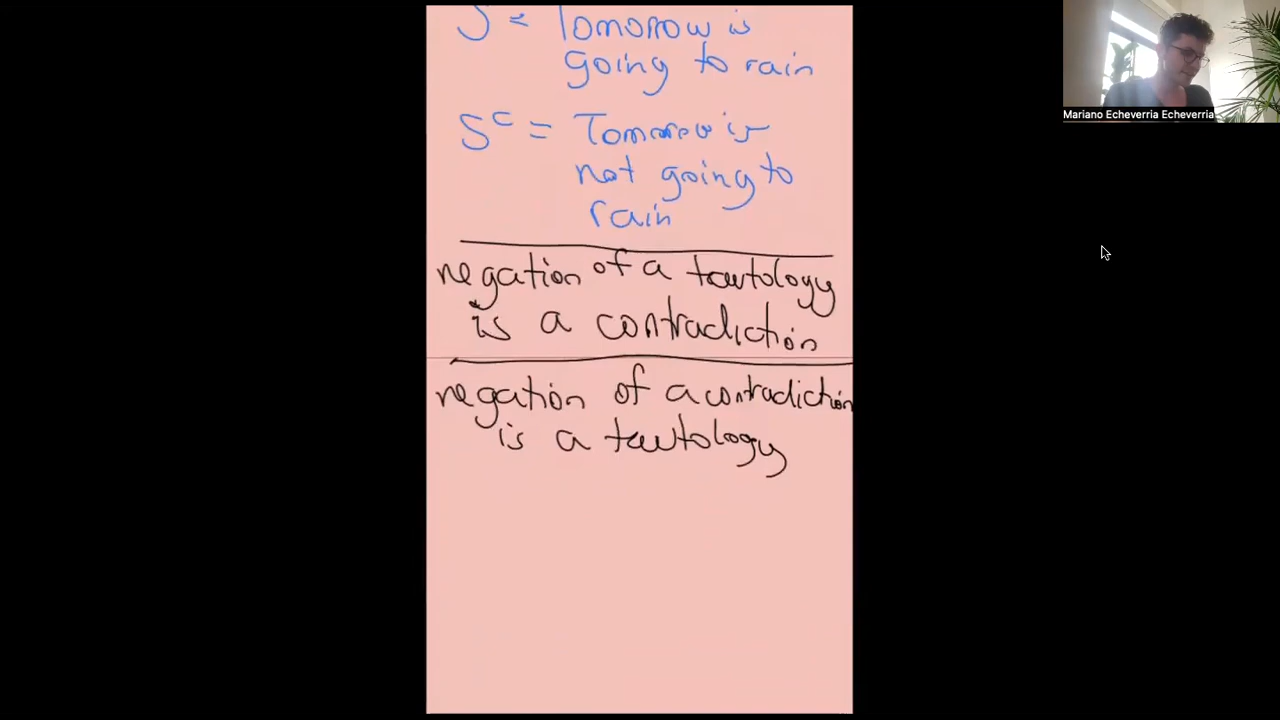 S = Tomorrow is
going to rain
S^c = Tomorrow is
not going to
rain
negation of a tautology
is a contradiction
negation of a contradiction
is a tautology
Mariano Echeverria Echeverria